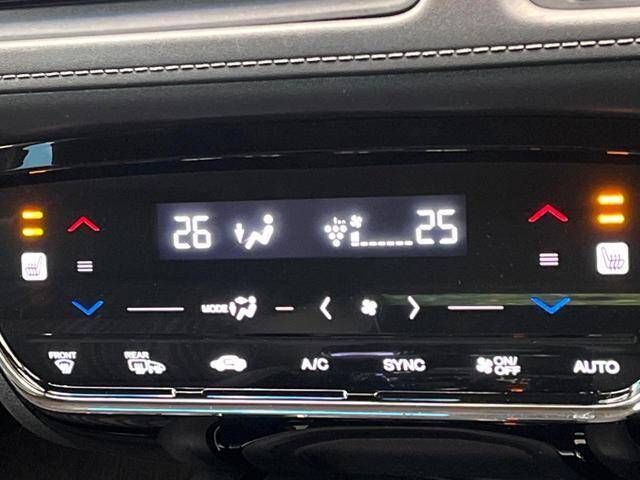 26 25
MODE
FRONT REAR A/C SYNC ON/OFF AUTO